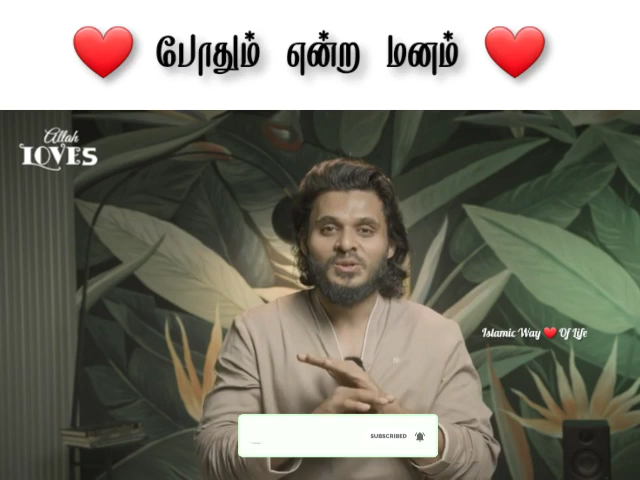 ❤️ போதும் என்ற மனம் ❤️
Allah
LOVES
Islamic Way ❤️ Of Life
SUBSCRIBED